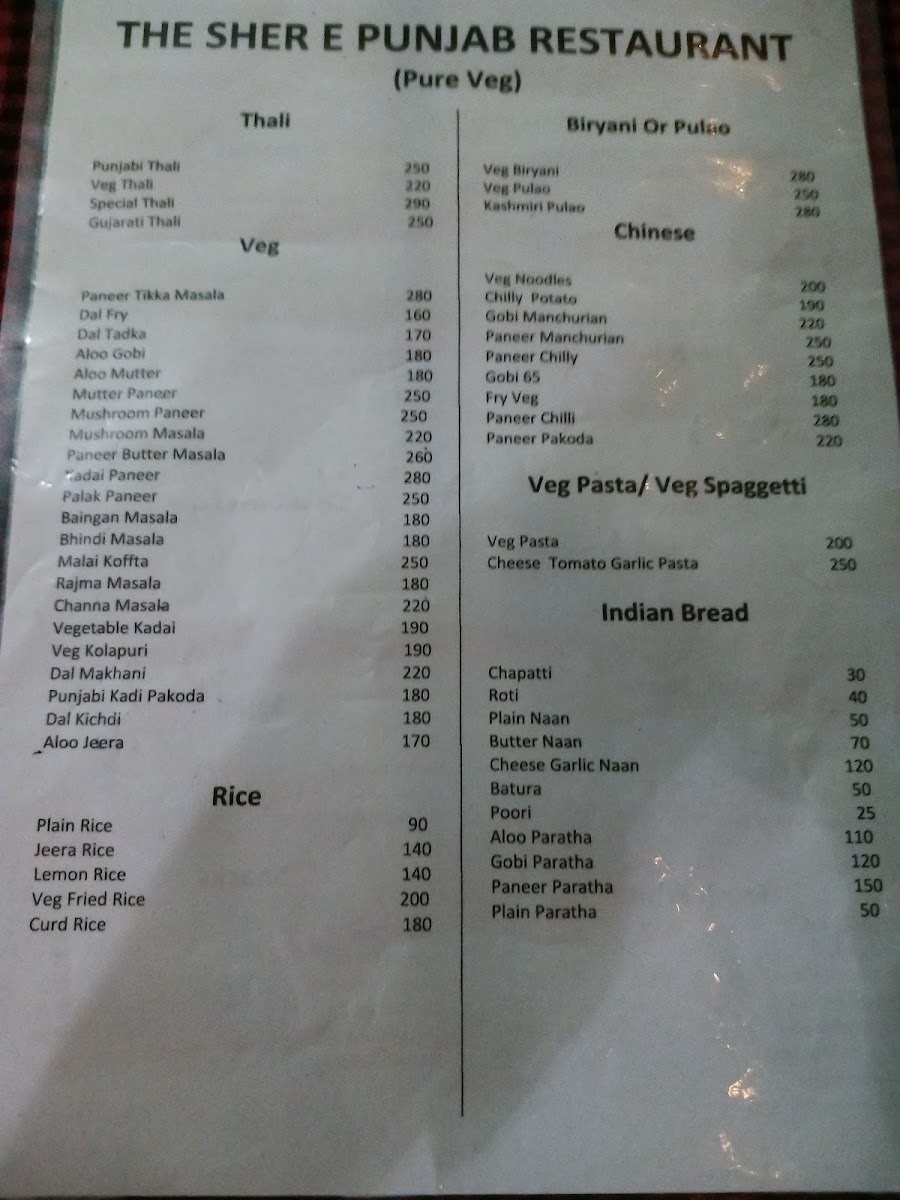 THE SHER E PUNJAB RESTAURANT
(Pure Veg)
Thali
Punjabi Thali 250
Veg Thali 220
Special Thali 290
Gujarati Thali 250
Veg
Paneer Tikka Masala 280
Dal Fry 160
Dal Tadka 170
Aloo Gobi 180
Aloo Mutter 180
Mutter Paneer 250
Mushroom Paneer 250
Mushroom Masala 220
Paneer Butter Masala 260
Kadai Paneer 280
Palak Paneer 250
Baingan Masala 180
Bhindi Masala 180
Malai Koffta 250
Rajma Masala 180
Channa Masala 220
Vegetable Kadai 190
Veg Kolapuri 190
Dal Makhani 220
Punjabi Kadi Pakoda 180
Dal Kichdi 180
Aloo Jeera 170
Rice
Plain Rice 90
Jeera Rice 140
Lemon Rice 140
Veg Fried Rice 200
Curd Rice 180
Biryani Or Pulao
Veg Biryani 280
Veg Pulao 250
Kashmiri Pulao 280
Chinese
Veg Noodles 200
Chilly Potato 190
Gobi Manchurian 220
Paneer Manchurian 250
Paneer Chilly 250
Gobi 65 180
Fry Veg 180
Paneer Chilli 280
Paneer Pakoda 220
Veg Pasta/ Veg Spaggetti
Veg Pasta 200
Cheese Tomato Garlic Pasta 250
Indian Bread
Chapatti 30
Roti 40
Plain Naan 50
Butter Naan 70
Cheese Garlic Naan 120
Batura 50
Poori 25
Aloo Paratha 110
Gobi Paratha 120
Paneer Paratha 150
Plain Paratha 50